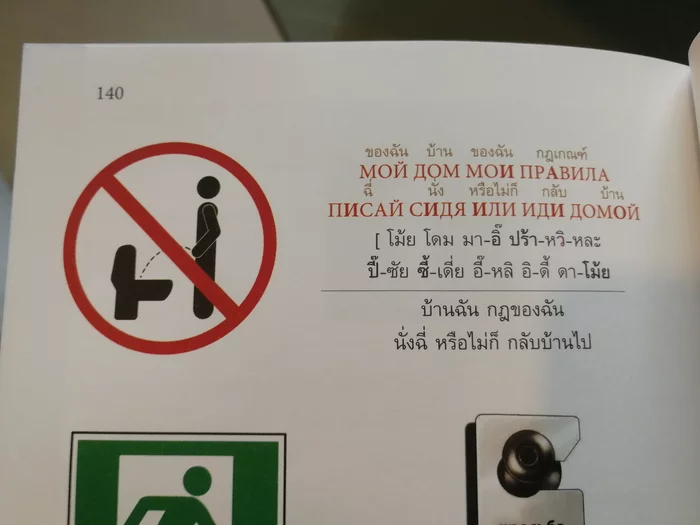 140
ของฉัน บ้าน ของฉัน กฎเกณฑ์
МОЙ ДОМ МОИ ПРАВИЛА
ฉี่ นั่ง หรือไม่ก็ กลับ บ้าน
ПИСАЙ СИДЯ ИЛИ ИДИ ДОМОЙ
[ โม้ย โดม มา-อิ๊ ปร้า-หวิ-หละ
ปี๊-ซัย ซี้-เดี่ย อี๊-หลิ อิ-ดี้ ดา-โม้ย
บ้านฉัน กฎของฉัน
นั่งฉี่ หรือไม่ก็ กลับบ้านไป